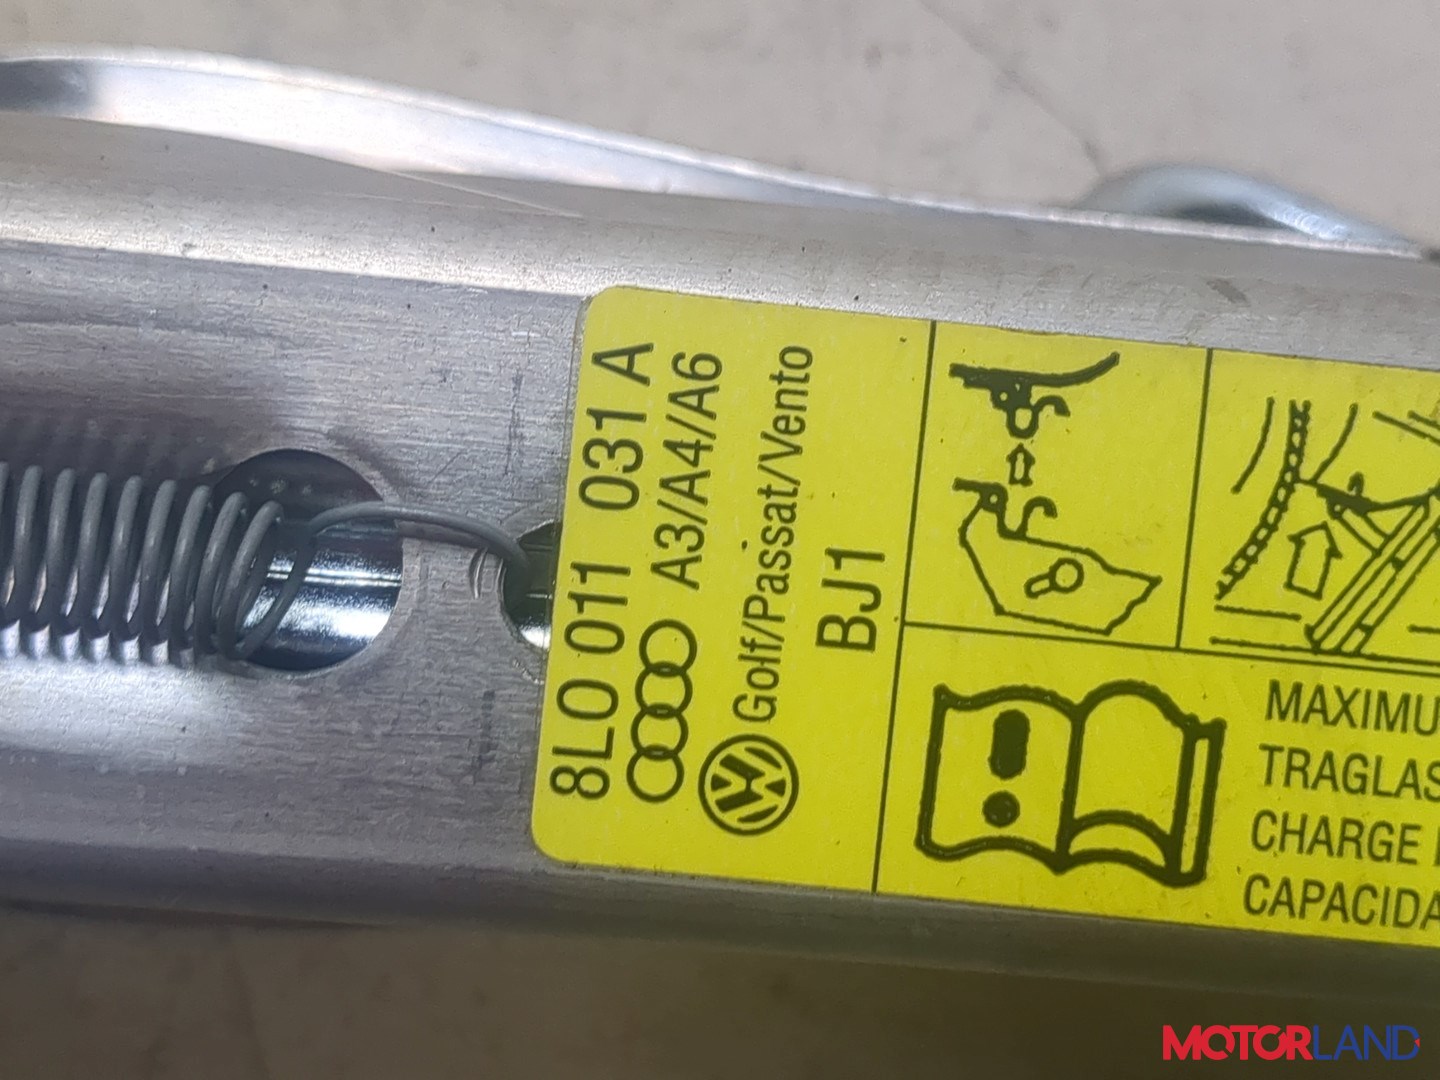 8L0 011 031 A
A3/A4/A6
Golf/Passat/Vento
BJ1
MAXIMU
TRAGLAS
CHARGE
CAPACIDA
MOTORLAND